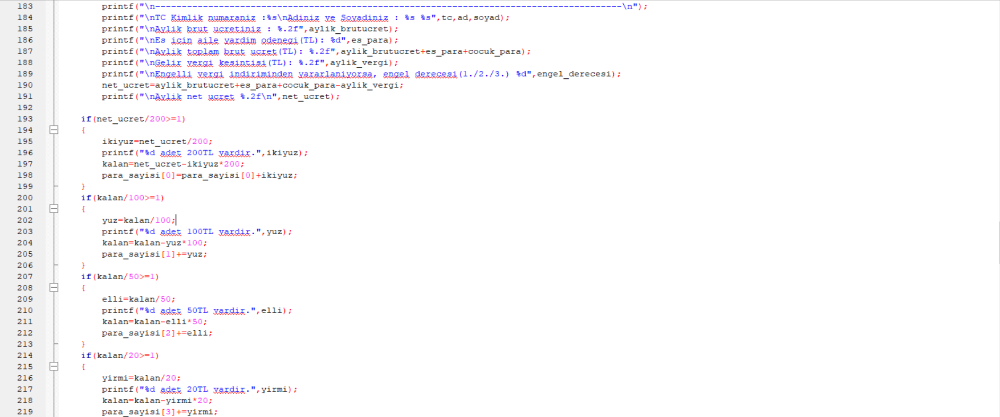 183 printf("\n----------------------------------------------------------------------------------------\n");
184 printf("\nTC Kimlik numaraniz :%s\nAdiniz ve Soyadiniz : %s %s",tc,ad,soyad);
185 printf("\nAylik brut ucretiniz : %.2f",aylik_brutucret);
186 printf("\nEs icin aile yardim odenegi(TL): %d",es_para);
187 printf("\nAylik toplam brut ucret(TL): %.2f",aylik_brutucret+es_para+cocuk_para);
188 printf("\nGelir vergi kesintisi(TL): %.2f",aylik_vergi);
189 printf("\nEngelli vergi indiriminden yararlaniyorsa, engel derecesi(1./2./3.) %d",engel_derecesi);
190 net_ucret=aylik_brutucret+es_para+cocuk_para-aylik_vergi;
191 printf("\nAylik net ucret %.2f\n",net_ucret);
192
193 if(net_ucret/200>=1)
194 {
195 ikiyuz=net_ucret/200;
196 printf("%d adet 200TL vardir.",ikiyuz);
197 kalan=net_ucret-ikiyuz*200;
198 para_sayisi[0]=para_sayisi[0]+ikiyuz;
199 }
200 if(kalan/100>=1)
201 {
202 yuz=kalan/100;
203 printf("%d adet 100TL vardir.",yuz);
204 kalan=kalan-yuz*100;
205 para_sayisi[1]+=yuz;
206 }
207 if(kalan/50>=1)
208 {
209 elli=kalan/50;
210 printf("%d adet 50TL vardir.",elli);
211 kalan=kalan-elli*50;
212 para_sayisi[2]+=elli;
213 }
214 if(kalan/20>=1)
215 {
216 yirmi=kalan/20;
217 printf("%d adet 20TL vardir.",yirmi);
218 kalan=kalan-yirmi*20;
219 para_sayisi[3]+=yirmi;